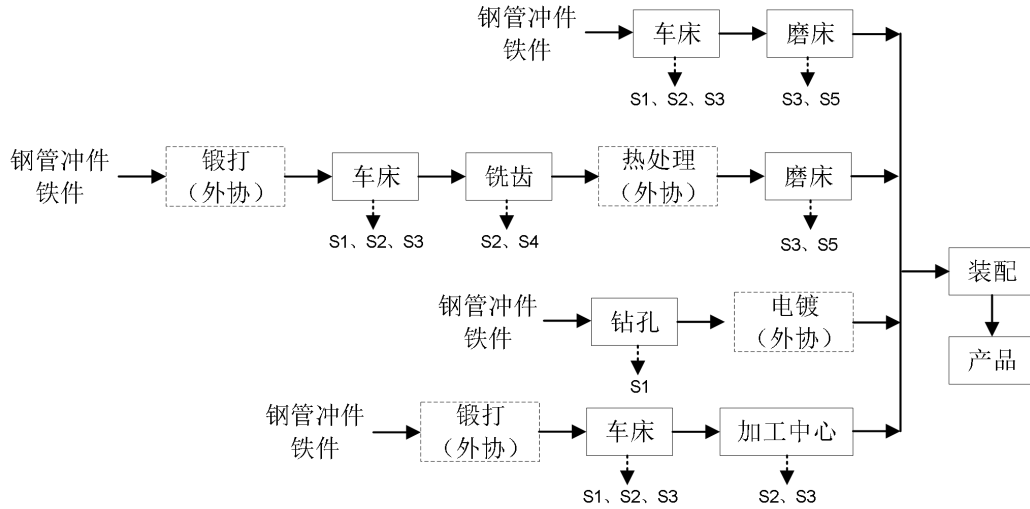 钢管冲件
铁件
车床
磨床
S1、S2、S3
S3、S5
钢管冲件
铁件
锻打
（外协）
车床
铣齿
热处理
（外协）
磨床
S1、S2、S3
S2、S4
S3、S5
装配
产品
钢管冲件
铁件
钻孔
电镀
（外协）
S1
钢管冲件
铁件
锻打
（外协）
车床
加工中心
S1、S2、S3
S2、S3